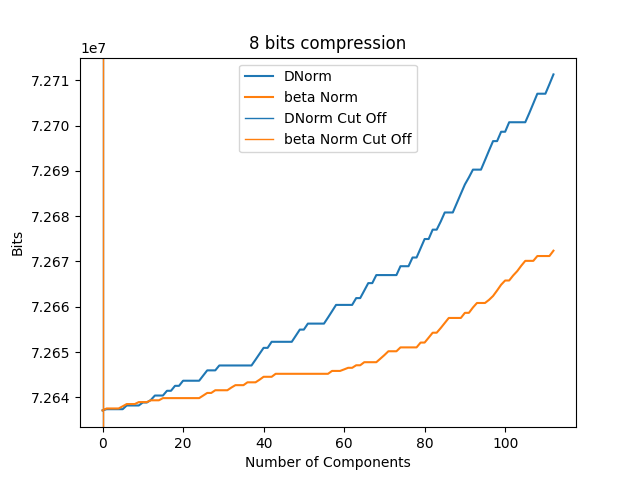 8 bits compression
1e7
DNorm
beta Norm
DNorm Cut Off
beta Norm Cut Off
7.271
7.270
7.269
7.268
7.267
7.266
7.265
7.264
Bits
0 20 40 60 80 100
Number of Components